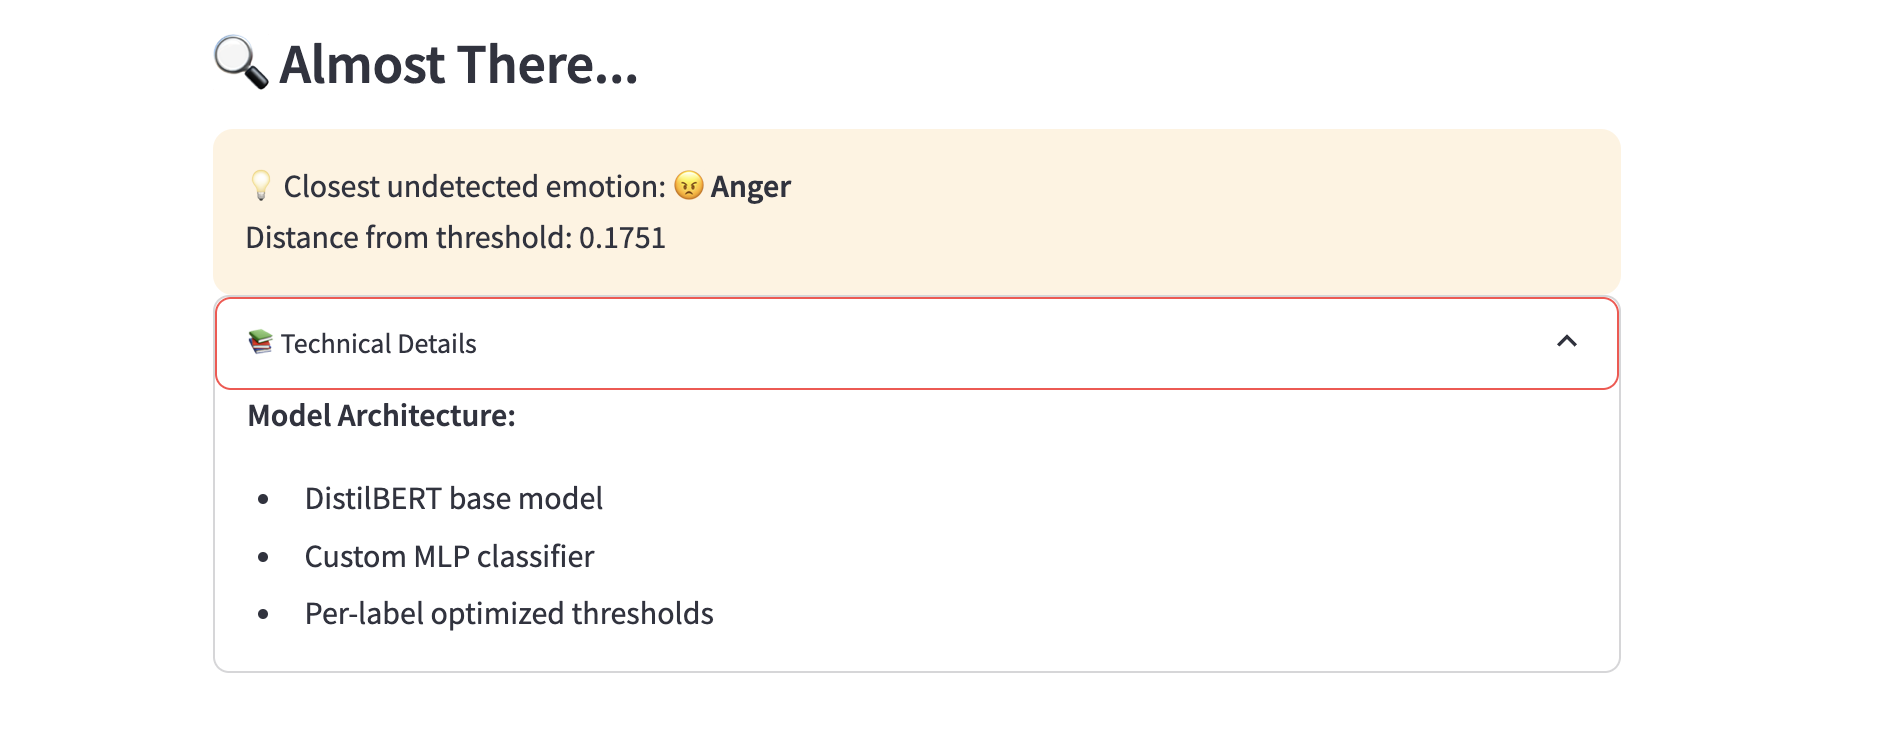 🔍 Almost There...
💡 Closest undetected emotion: 😠 Anger
Distance from threshold: 0.1751
📚 Technical Details
Model Architecture:
• DistilBERT base model
• Custom MLP classifier
• Per-label optimized thresholds